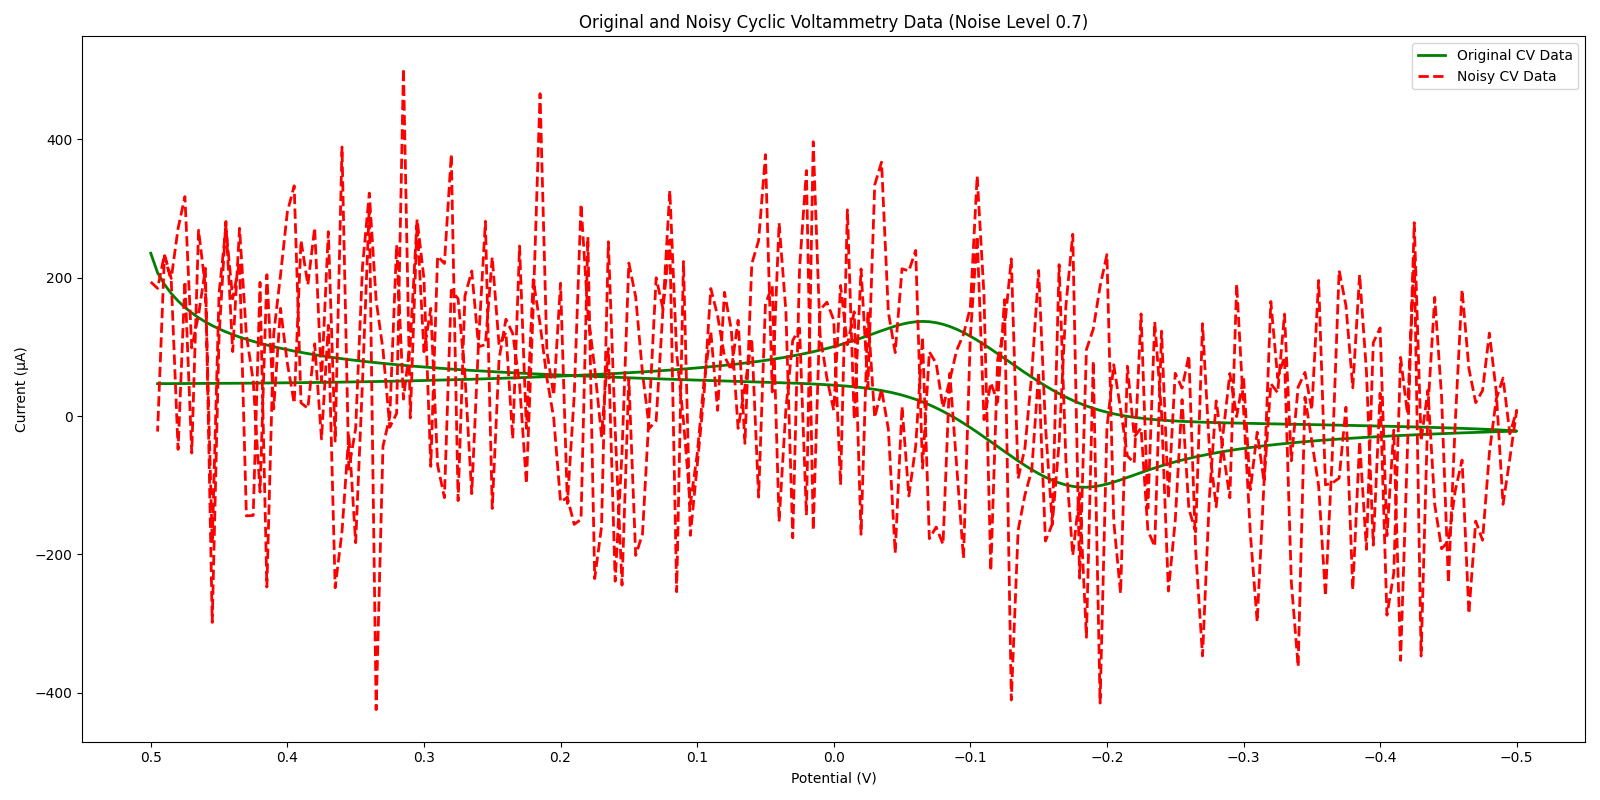 Original and Noisy Cyclic Voltammetry Data (Noise Level 0.7)
Original CV Data
Noisy CV Data
Current (μA)
400
200
0
−200
−400
0.5 0.4 0.3 0.2 0.1 0.0 −0.1 −0.2 −0.3 −0.4 −0.5
Potential (V)